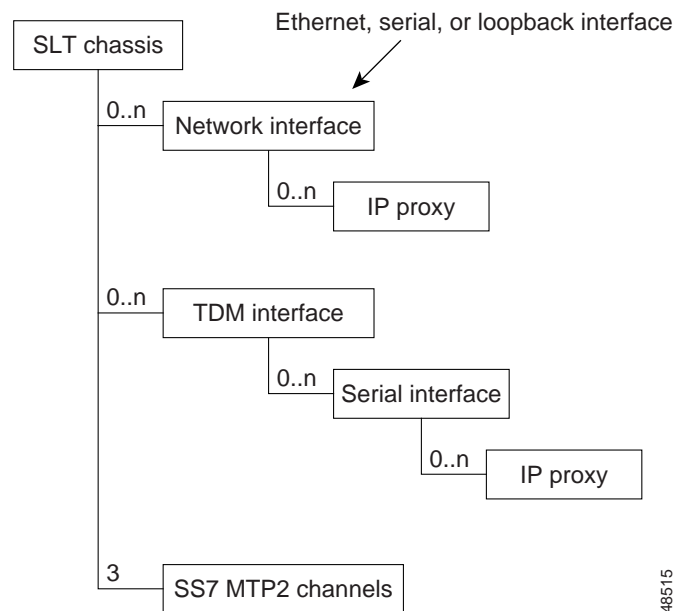 Ethernet, serial, or loopback interface
SLT chassis
0..n
Network interface
0..n
IP proxy
0..n
TDM interface
0..n
Serial interface
0..n
IP proxy
3
SS7 MTP2 channels
48515